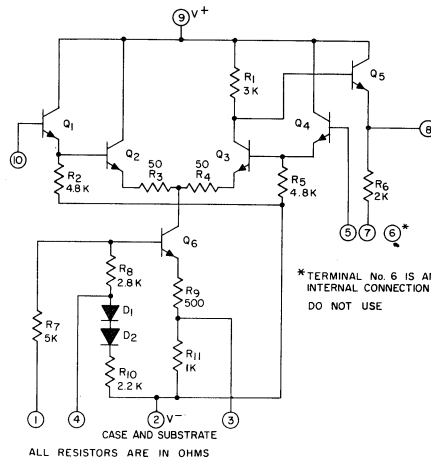 9 V+
R1
3K
Q5
Q1
Q2
50
R3
50
R4
Q3
Q4
8
10
R2
4.8K
R5
4.8K
R6
2K
Q6
5
7
6*
* TERMINAL No. 6 IS AN
INTERNAL CONNECTION
DO NOT USE
R8
2.8K
R9
500
R7
5K
D1
D2
R10
2.2K
R11
1K
1
4
2 V-
3
CASE AND SUBSTRATE
ALL RESISTORS ARE IN OHMS